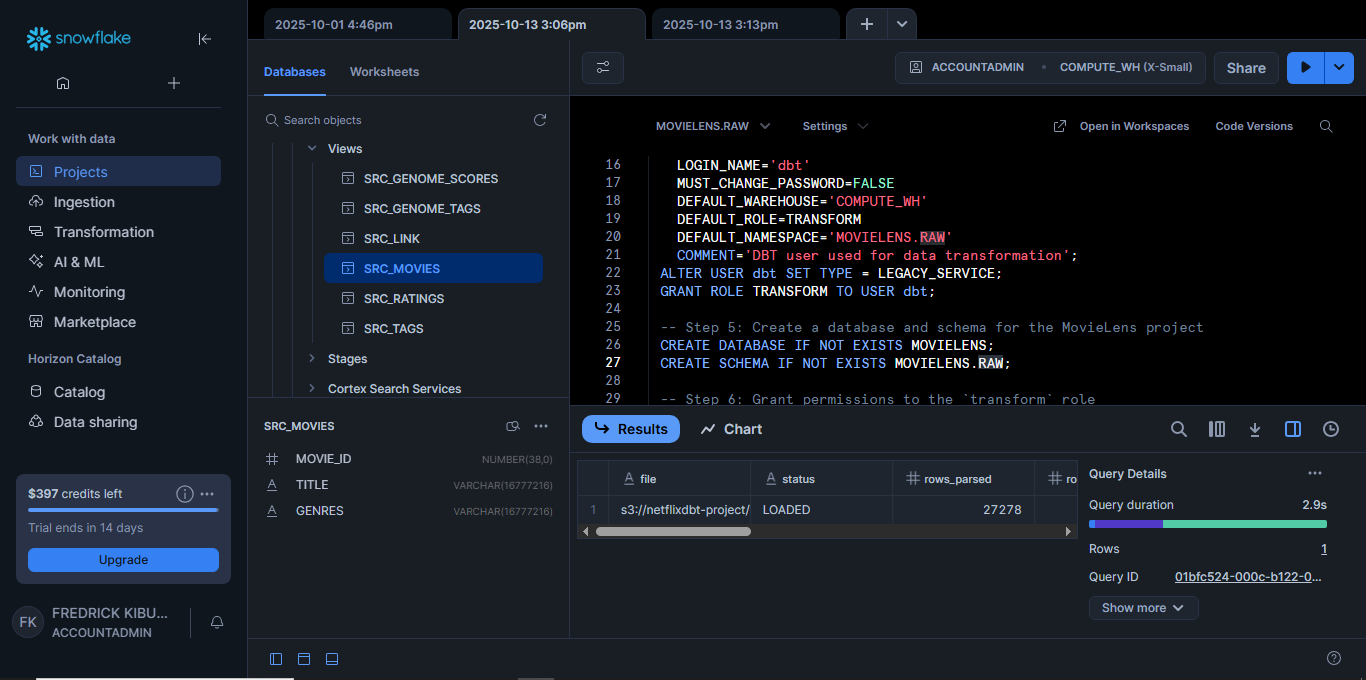 snowflake
Work with data
Projects
Ingestion
Transformation
AI & ML
Monitoring
Marketplace
Horizon Catalog
Catalog
Data sharing
$397 credits left
Trial ends in 14 days
Upgrade
FK
FREDRICK KIBU...
ACCOUNTADMIN
2025-10-01 4:46pm
2025-10-13 3:06pm
2025-10-13 3:13pm
Databases
Worksheets
Search objects
Views
SRC_GENOME_SCORES
SRC_GENOME_TAGS
SRC_LINK
SRC_MOVIES
SRC_RATINGS
SRC_TAGS
Stages
Cortex Search Services
SRC_MOVIES
MOVIE_ID NUMBER(38,0)
TITLE VARCHAR(16777216)
GENRES VARCHAR(16777216)
ACCOUNTADMIN • COMPUTE_WH (X-Small)
Share
MOVIELENS.RAW
Settings
Open in Workspaces
Code Versions
16 LOGIN_NAME='dbt'
17 MUST_CHANGE_PASSWORD=FALSE
18 DEFAULT_WAREHOUSE='COMPUTE_WH'
19 DEFAULT_ROLE=TRANSFORM
20 DEFAULT_NAMESPACE='MOVIELENS.RAW'
21 COMMENT='DBT user used for data transformation';
22 ALTER USER dbt SET TYPE = LEGACY_SERVICE;
23 GRANT ROLE TRANSFORM TO USER dbt;
24
25 -- Step 5: Create a database and schema for the MovieLens project
26 CREATE DATABASE IF NOT EXISTS MOVIELENS;
27 CREATE SCHEMA IF NOT EXISTS MOVIELENS.RAW;
28
29 -- Step 6: Grant permissions to the `transform` role
Results
Chart
A file A status # rows_parsed # ro
1 s3://netflixdbt-project/ LOADED 27278
Query Details
Query duration 2.9s
Rows 1
Query ID 01bfc524-000c-b122-0...
Show more